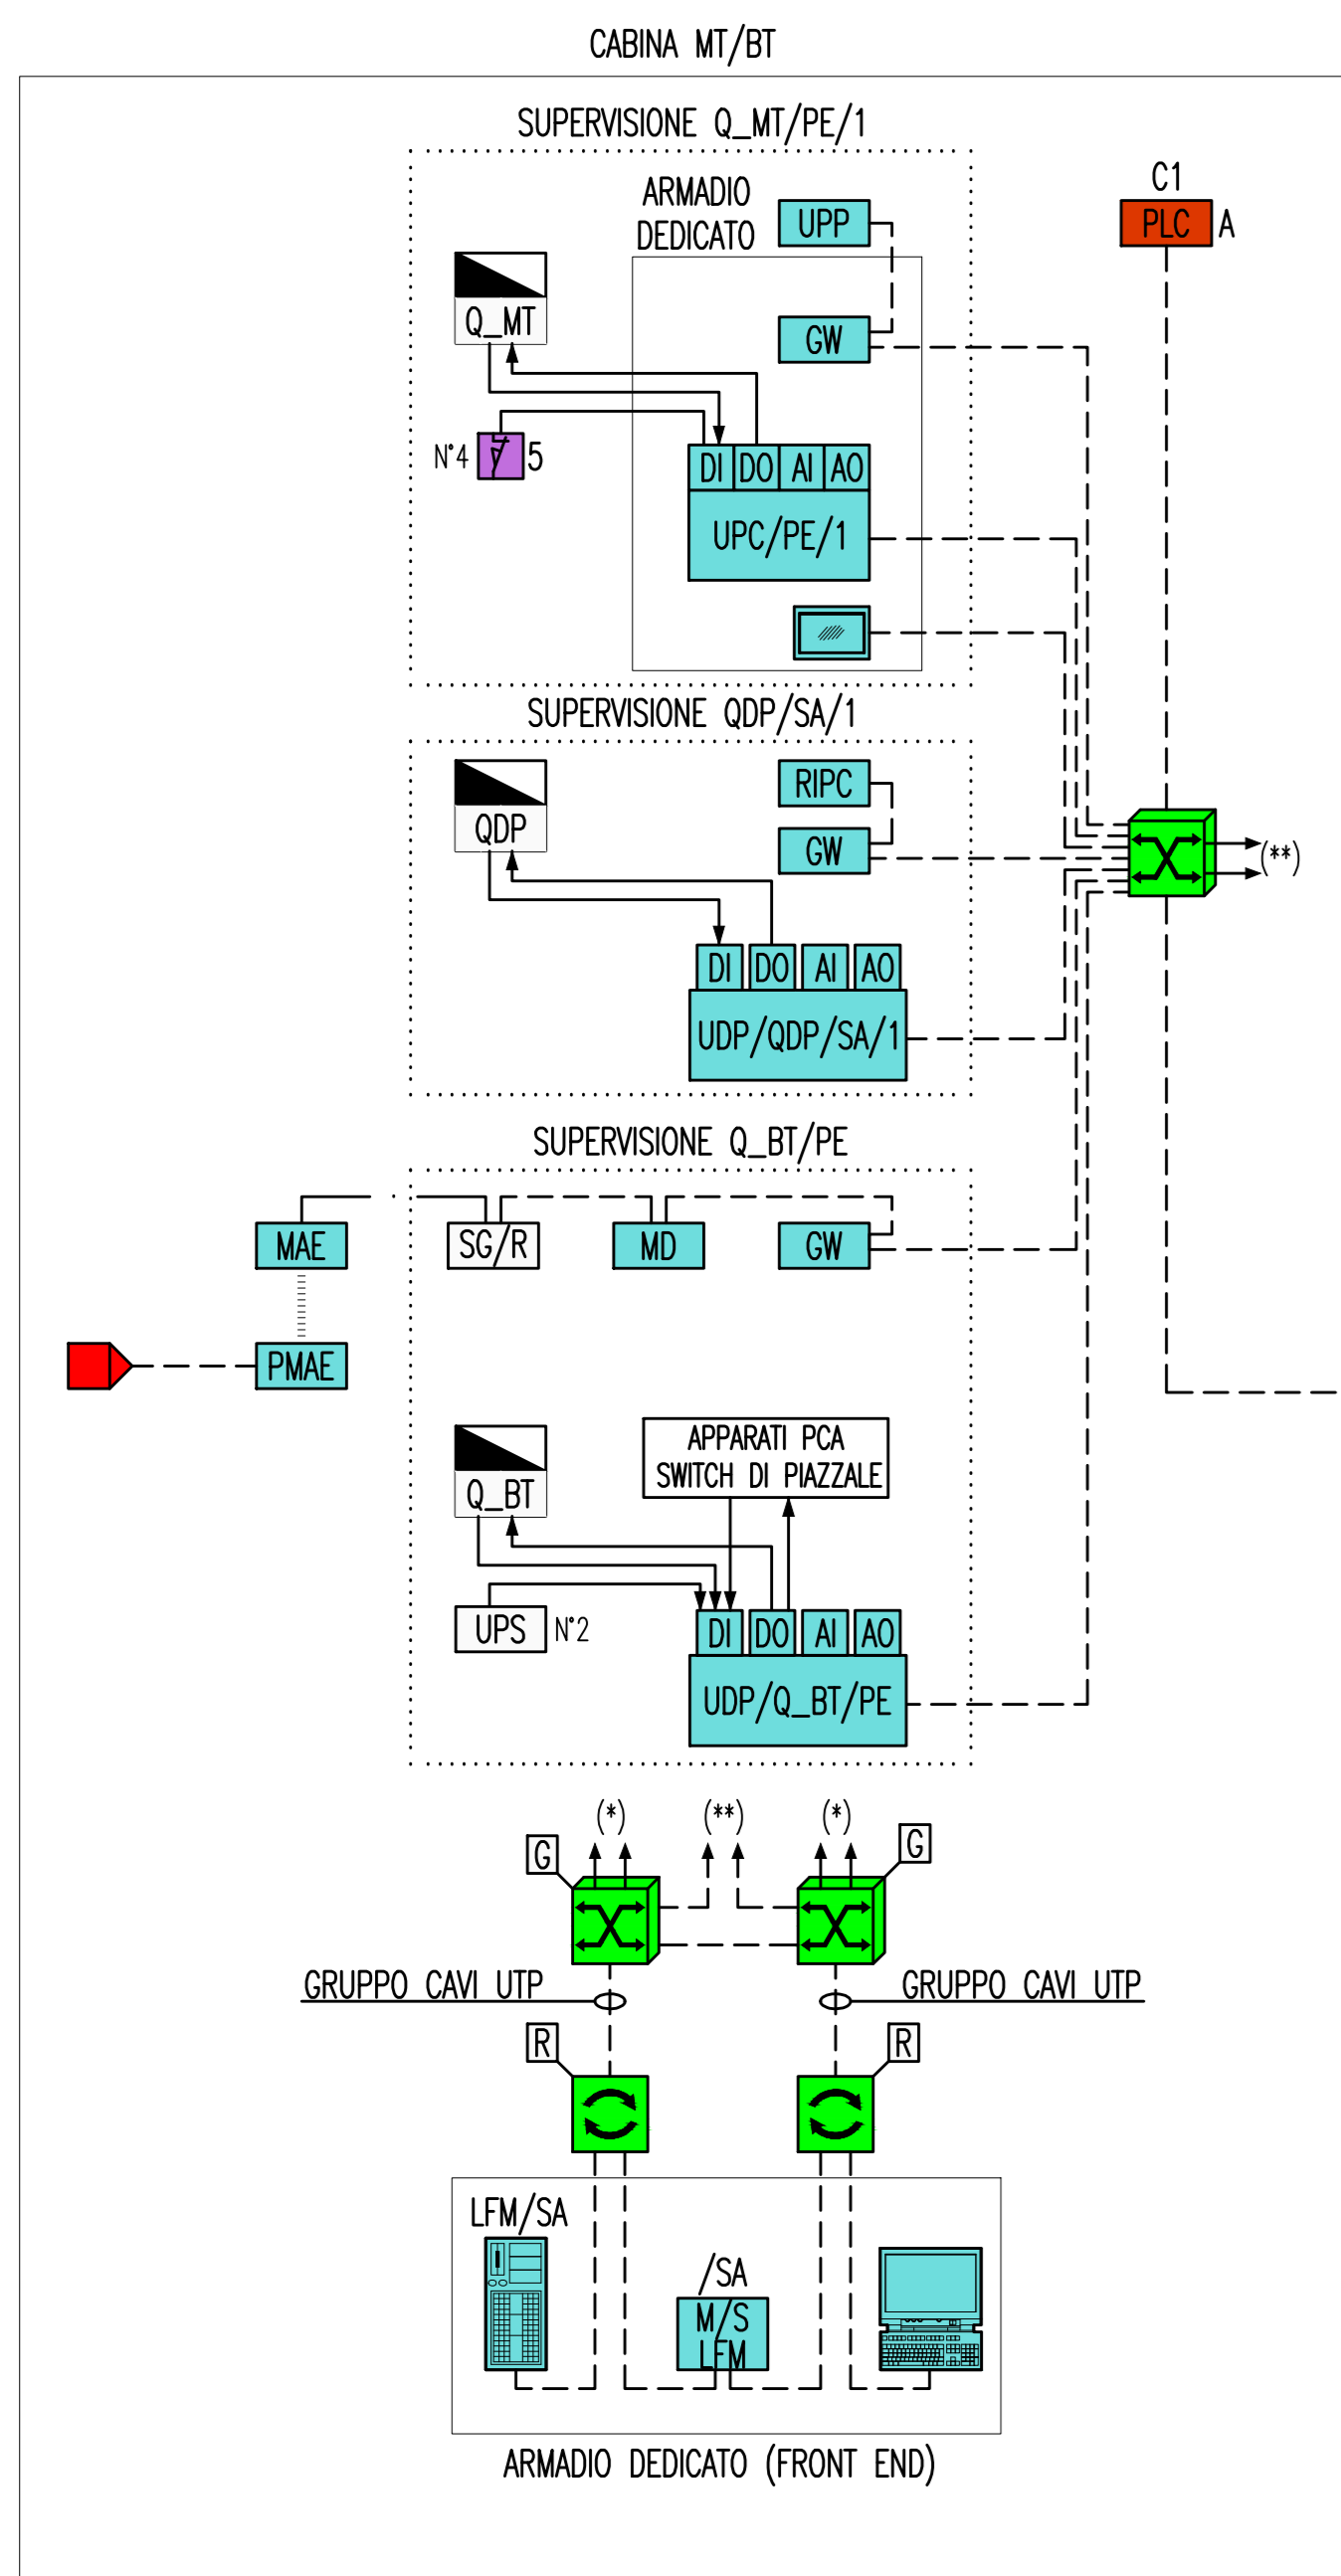 CABINA MT/BT
SUPERVISIONE Q_MT/PE/1
ARMADIO
DEDICATO
UPP
C1
PLC
A
Q_MT
GW
N°4
5
DI
DO
AI
AO
UPC/PE/1
SUPERVISIONE QDP/SA/1
RIPC
QDP
GW
(**)
DI
DO
AI
AO
UDP/QDP/SA/1
SUPERVISIONE Q_BT/PE
MAE
SG/R
MD
GW
PMAE
APPARATI PCA
SWITCH DI PIAZZALE
Q_BT
UPS
N°2
DI
DO
AI
AO
UDP/Q_BT/PE
(*)
(**)
(*)
G
G
GRUPPO CAVI UTP
GRUPPO CAVI UTP
R
R
LFM/SA
/SA
M/S
LFM
ARMADIO DEDICATO (FRONT END)